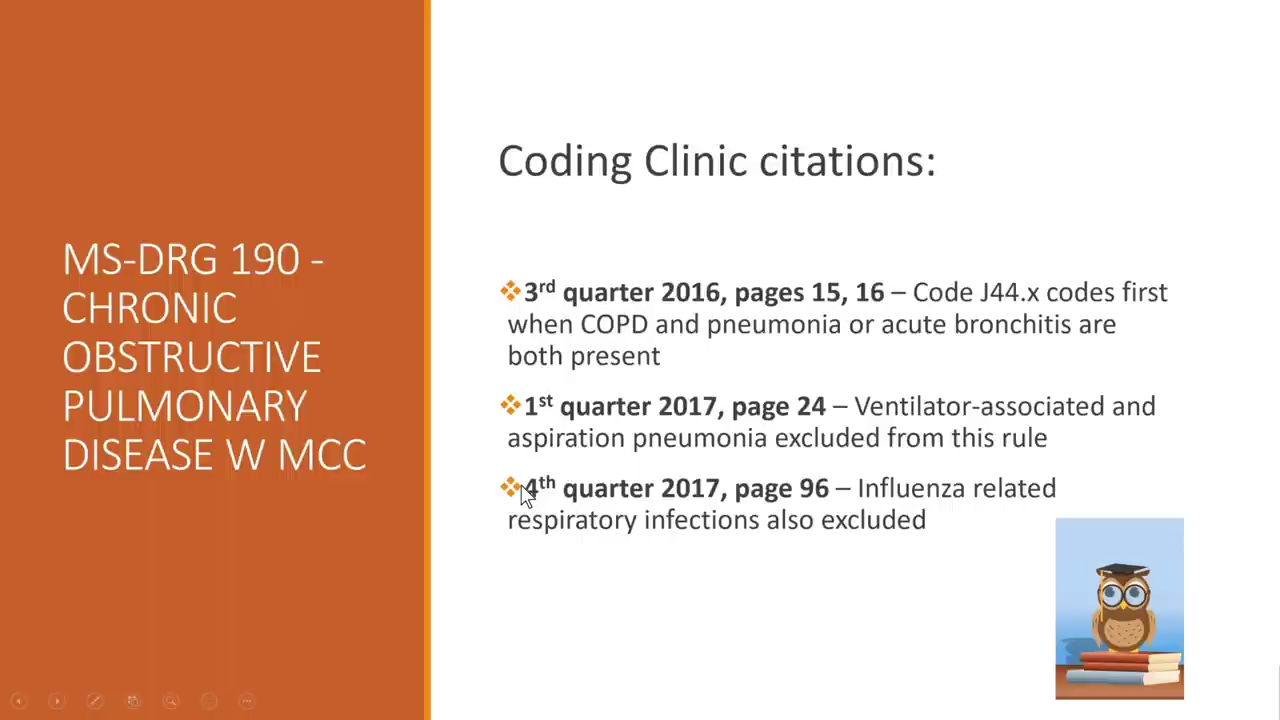 MS-DRG 190 -
CHRONIC
OBSTRUCTIVE
PULMONARY
DISEASE W MCC
Coding Clinic citations:
❖3rd quarter 2016, pages 15, 16 – Code J44.x codes first
when COPD and pneumonia or acute bronchitis are
both present
❖1st quarter 2017, page 24 – Ventilator-associated and
aspiration pneumonia excluded from this rule
❖4th quarter 2017, page 96 – Influenza related
respiratory infections also excluded